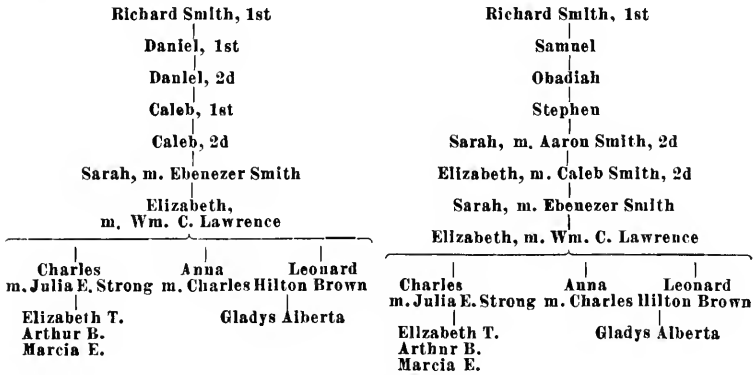 Richard Smith, 1st
Daniel, 1st
Daniel, 2d
Caleb, 1st
Caleb, 2d
Sarah, m. Ebenezer Smith
Elizabeth,
m. Wm. C. Lawrence
Charles Anna Leonard
m. Julia E. Strong m. Charles Hilton Brown
Elizabeth T. Gladys Alberta
Arthur B.
Marcia E.
Richard Smith, 1st
Samuel
Obadiah
Stephen
Sarah, m. Aaron Smith, 2d
Elizabeth, m. Caleb Smith, 2d
Sarah, m. Ebenezer Smith
Elizabeth, m. Wm. C. Lawrence
Charles Anna Leonard
m. Julia E. Strong m. Charles Hilton Brown
Elizabeth T. Gladys Alberta
Arthur B.
Marcia E.